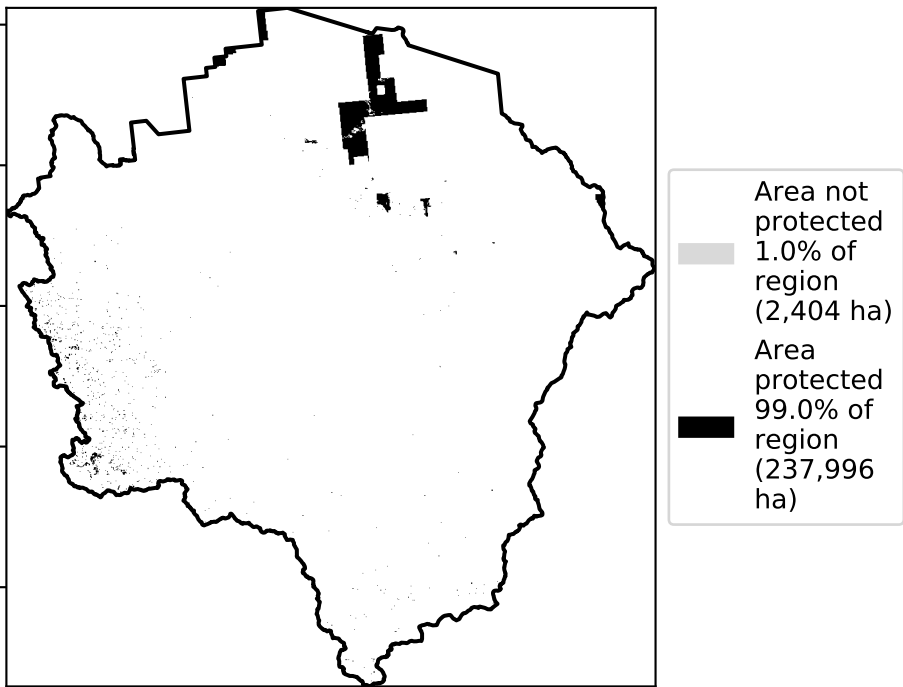 Area not
protected
1.0% of
region
(2,404 ha)
Area
protected
99.0% of
region
(237,996
ha)